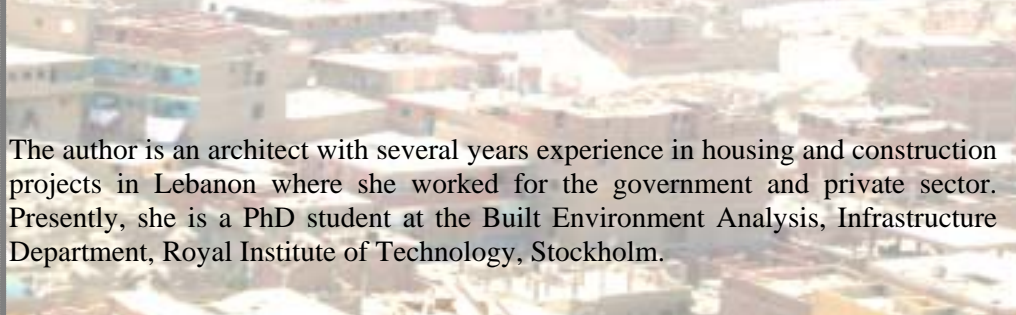 The author is an architect with several years experience in housing and construction
projects in Lebanon where she worked for the government and private sector.
Presently, she is a PhD student at the Built Environment Analysis, Infrastructure
Department, Royal Institute of Technology, Stockholm.